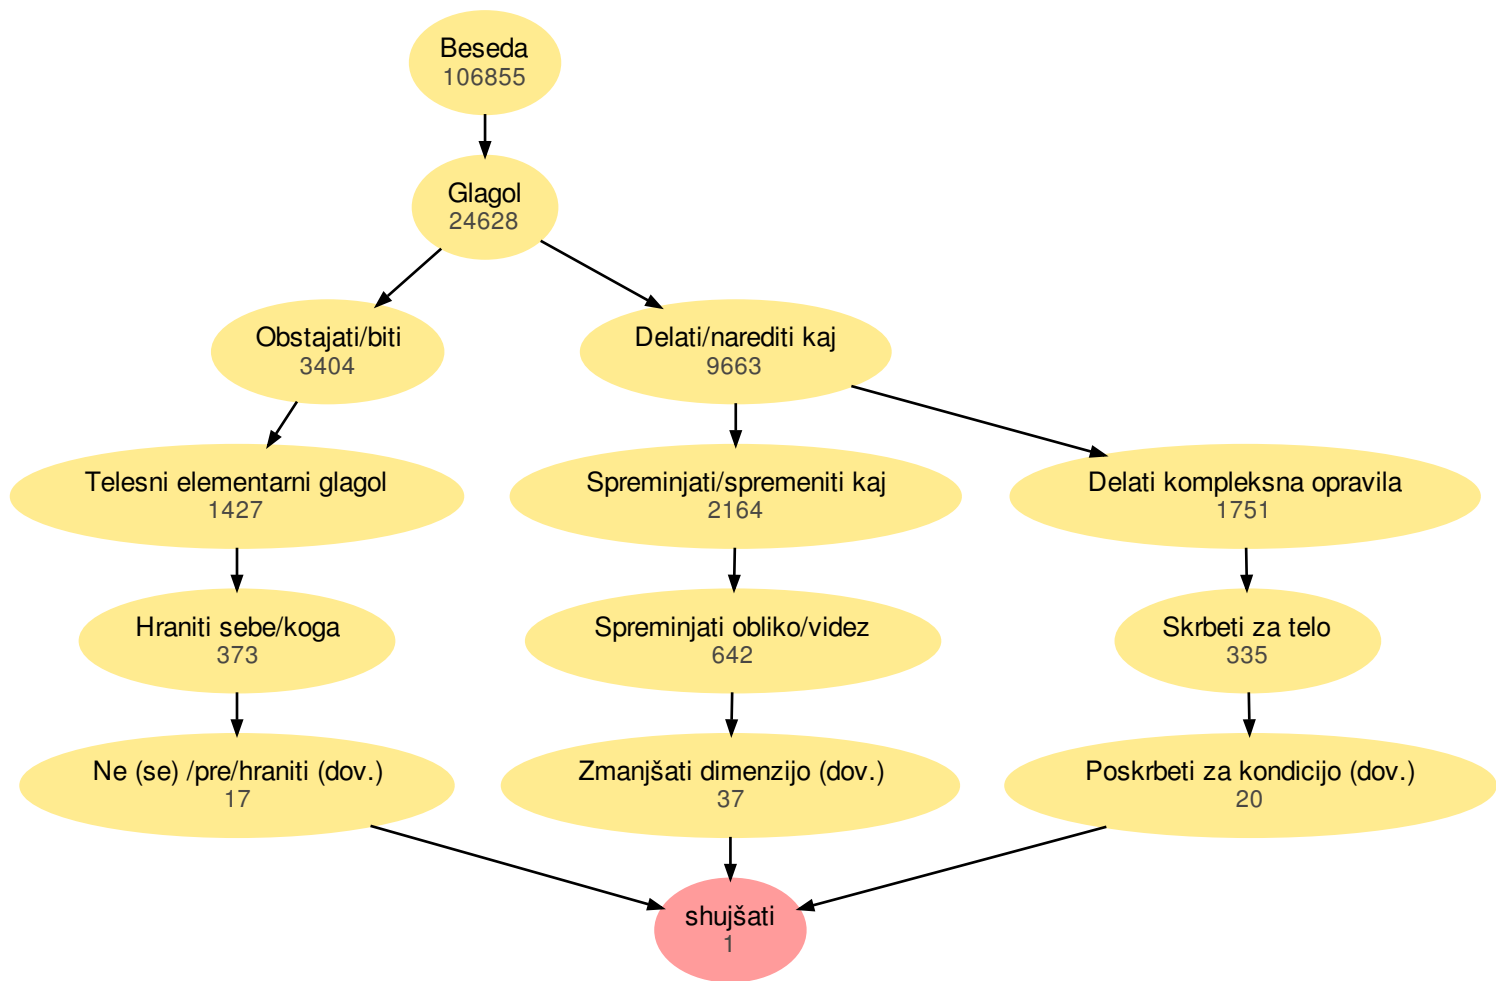 Beseda
106855
Glagol
24628
Obstajati/biti
3404
Delati/narediti kaj
9663
Telesni elementarni glagol
1427
Spreminjati/spremeniti kaj
2164
Delati kompleksna opravila
1751
Hraniti sebe/koga
373
Spreminjati obliko/videz
642
Skrbeti za telo
335
Ne (se) /pre/hraniti (dov.)
17
Zmanjšati dimenzijo (dov.)
37
Poskrbeti za kondicijo (dov.)
20
shujšati
1